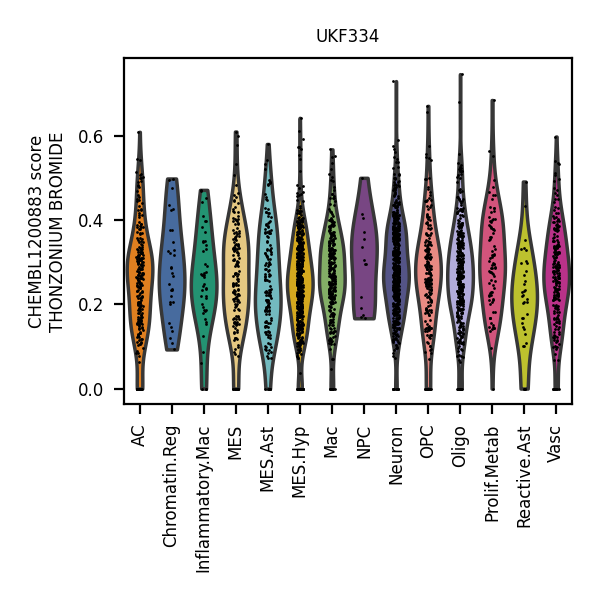 UKF334
CHEMBL1200883 score
THONZONIUM BROMIDE
0.6
0.4
0.2
0.0
AC
Chromatin.Reg
Inflammatory.Mac
MES
MES.Ast
MES.Hyp
Mac
NPC
Neuron
OPC
Oligo
Prolif.Metab
Reactive.Ast
Vasc